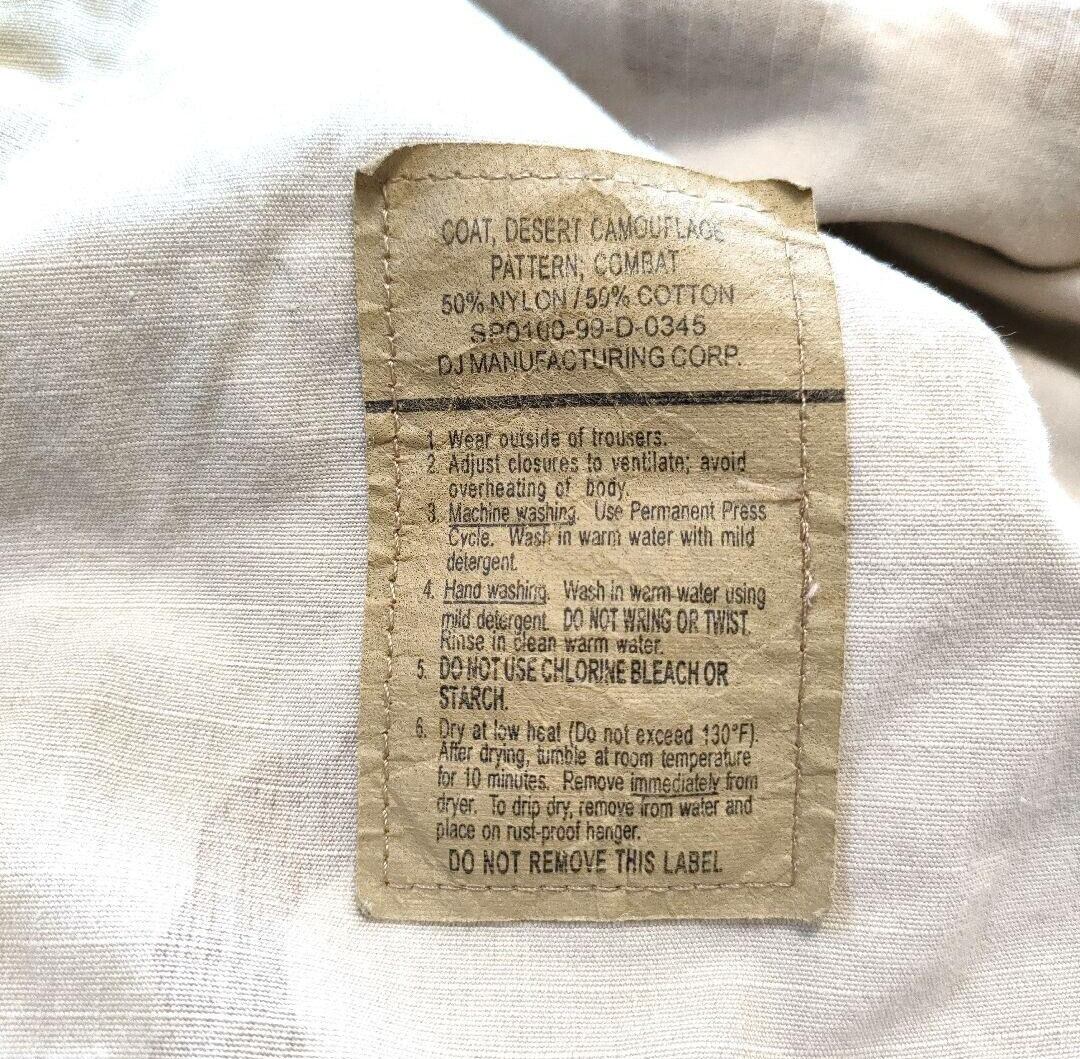 COAT, DESERT CAMOUFLAGE
PATTERN; COMBAT
50% NYLON / 50% COTTON
SP0100-99-D-0345
DJ MANUFACTURING CORP.
1. Wear outside of trousers.
2. Adjust closures to ventilate; avoid
overheating of body.
3. Machine washing. Use Permanent Press
Cycle. Wash in warm water with mild
detergent.
4. Hand washing. Wash in warm water using
mild detergent. DO NOT WRING OR TWIST.
Rinse in clean warm water.
5. DO NOT USE CHLORINE BLEACH OR
STARCH.
6. Dry at low heat (Do not exceed 130°F).
After drying, tumble at room temperature
for 10 minutes. Remove immediately from
dryer. To drip dry, remove from water and
place on rust-proof hanger.
DO NOT REMOVE THIS LABEL